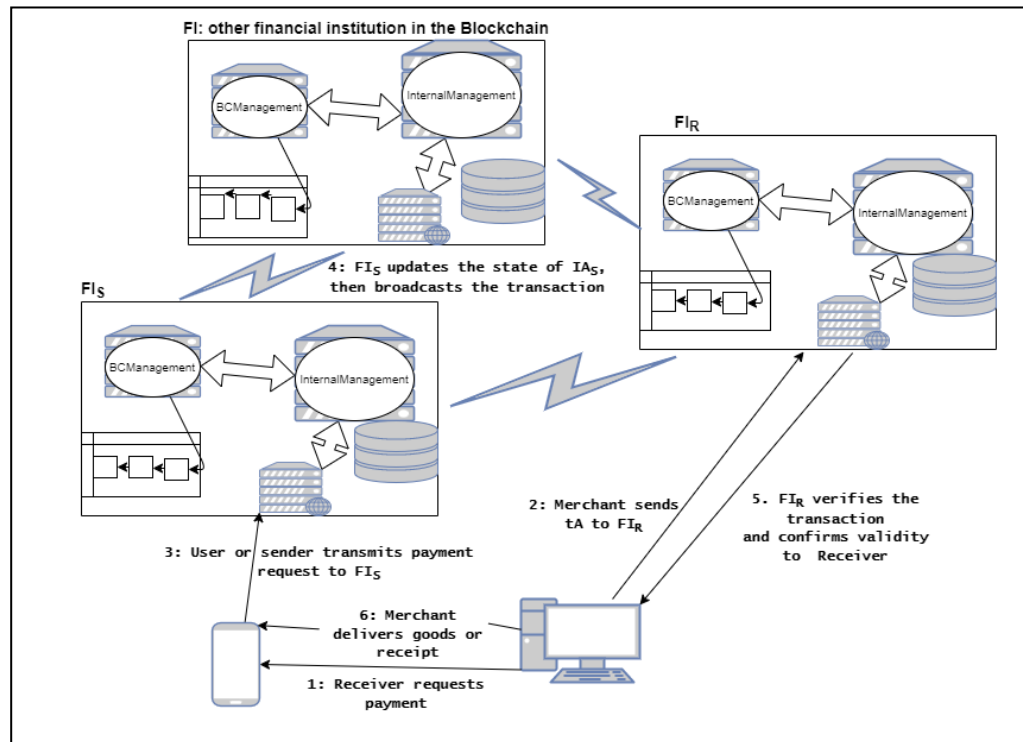 FI: other financial institution in the Blockchain
BCManagement
InternalManagement
FIR
BCManagement
InternalManagement
4: FIS updates the state of IAS,
then broadcasts the transaction
FIS
BCManagement
InternalManagement
2: Merchant sends
tA to FIR
5. FIR verifies the
transaction
and confirms validity
to Receiver
3: User or sender transmits payment
request to FIS
6: Merchant
delivers goods or
receipt
1: Receiver requests
payment